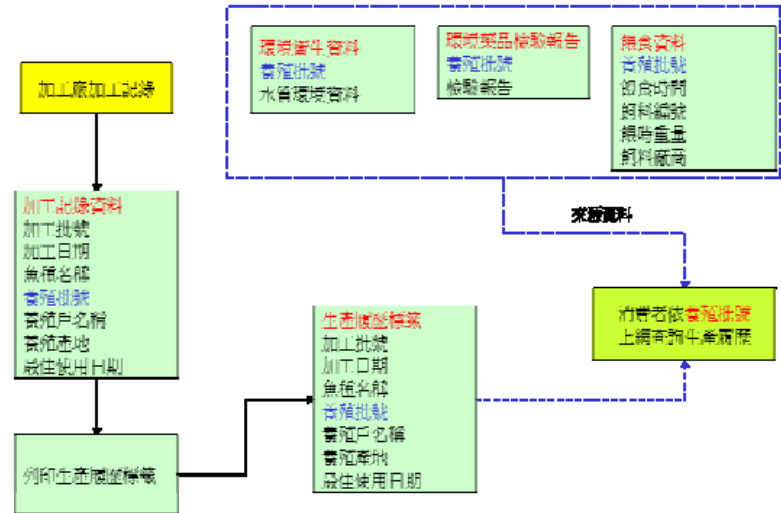 環境衛生資料
養殖批號
水質環境資料
環境藥品檢驗報告
養殖批號
檢驗報告
餵食資料
養殖批號
餵食時間
飼料編號
餵時重量
飼料廠商
加工廠加工記錄
加工記錄資料
加工批號
加工日期
魚種名稱
養殖批號
養殖戶名稱
養殖產地
最佳使用日期
列印生產履歷標籤
生產履歷標籤
加工批號
加工日期
魚種名稱
養殖批號
養殖戶名稱
養殖產地
最佳使用日期
消費者依養殖批號
上網查詢生產履歷